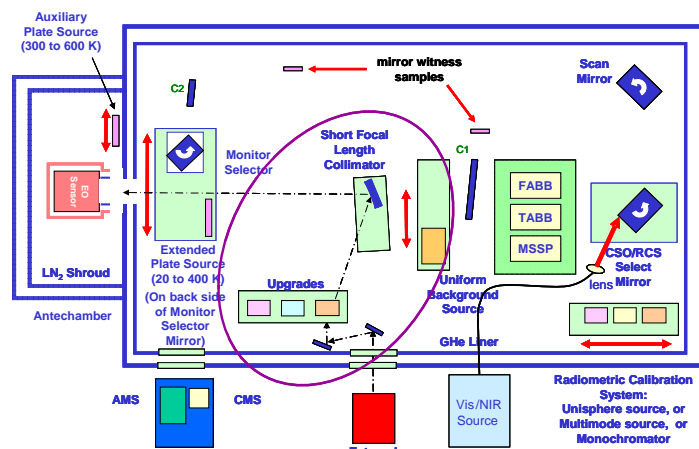 Auxiliary
Plate Source
(300 to 600 K)
mirror witness
samples
Scan
Mirror
C2
C1
Short Focal
Length
Collimator
Monitor
Selector
EO
Sensor
FABB
TABB
MSSP
CSO/RCS
Select
Mirror
lens
LN2 Shroud
Antechamber
Extended
Plate Source
(20 to 400 K)
(On back side
of Monitor
Selector
Mirror)
Upgrades
Uniform
Background
Source
GHe Liner
AMS
CMS
Vis/NIR
Source
Radiometric Calibration
System:
Unisphere source, or
Multimode source, or
Monochromator